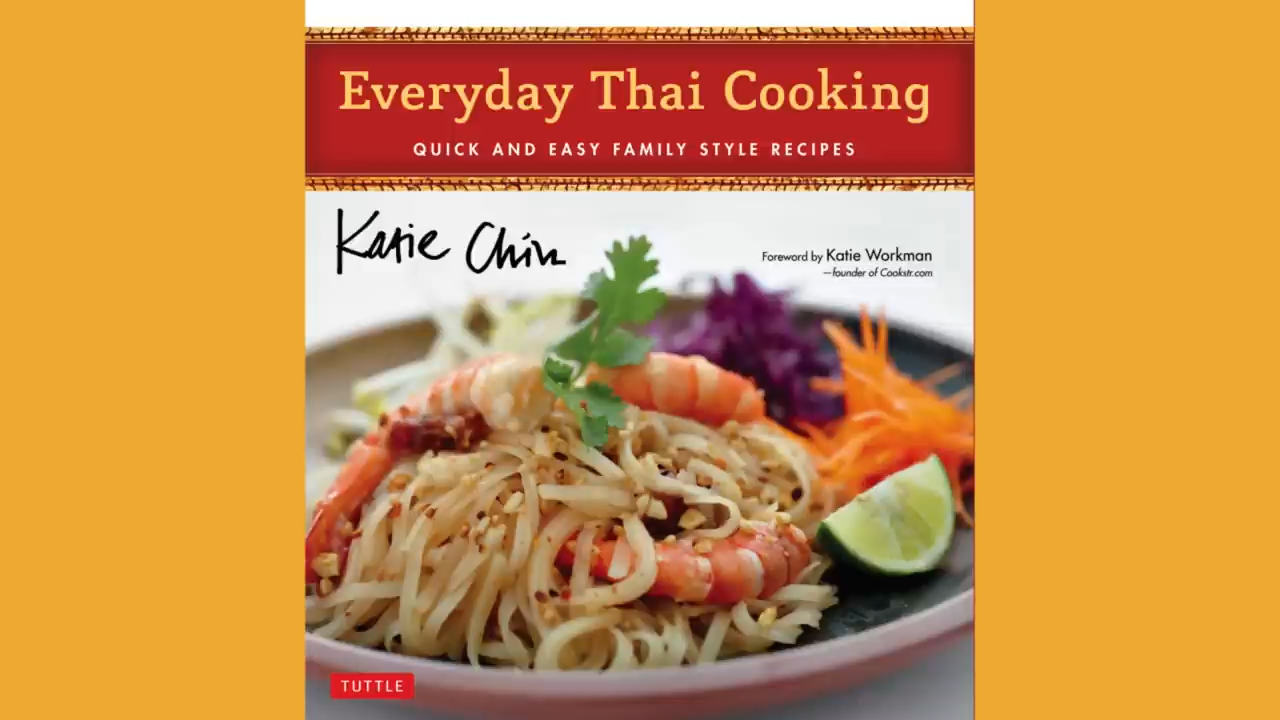 Everyday Thai Cooking
QUICK AND EASY FAMILY STYLE RECIPES
Katie Chin
Foreword by Katie Workman
—founder of Cookstr.com
TUTTLE